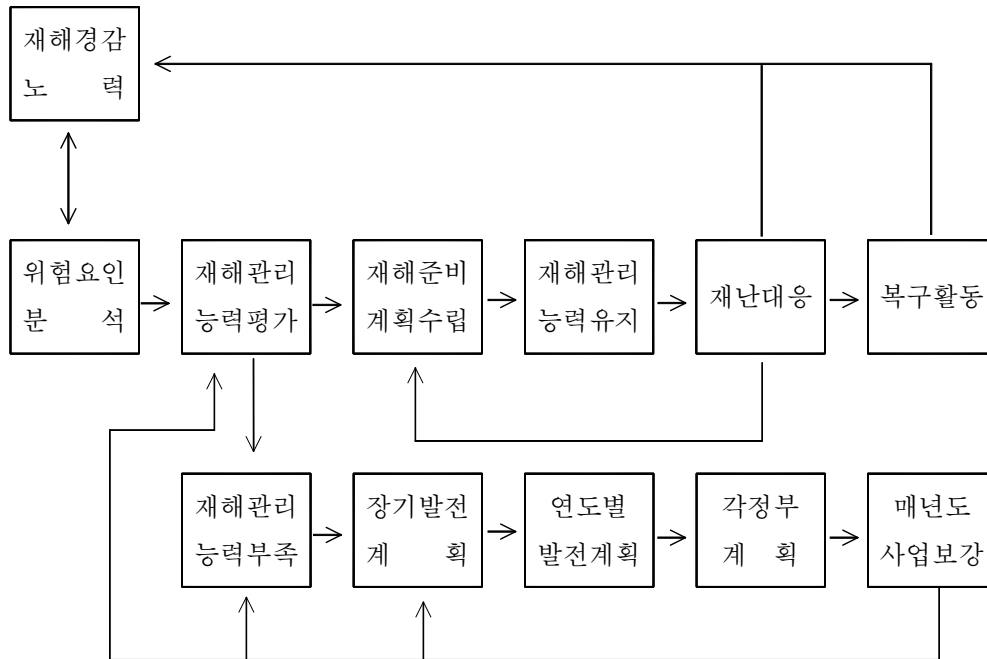 재해경감
노 력
위험요인
분 석
재해관리
능력평가
재해준비
계획수립
재해관리
능력유지
재난대응
복구활동
재해관리
능력부족
장기발전
계 획
연도별
발전계획
각정부
계 획
매년도
사업보강